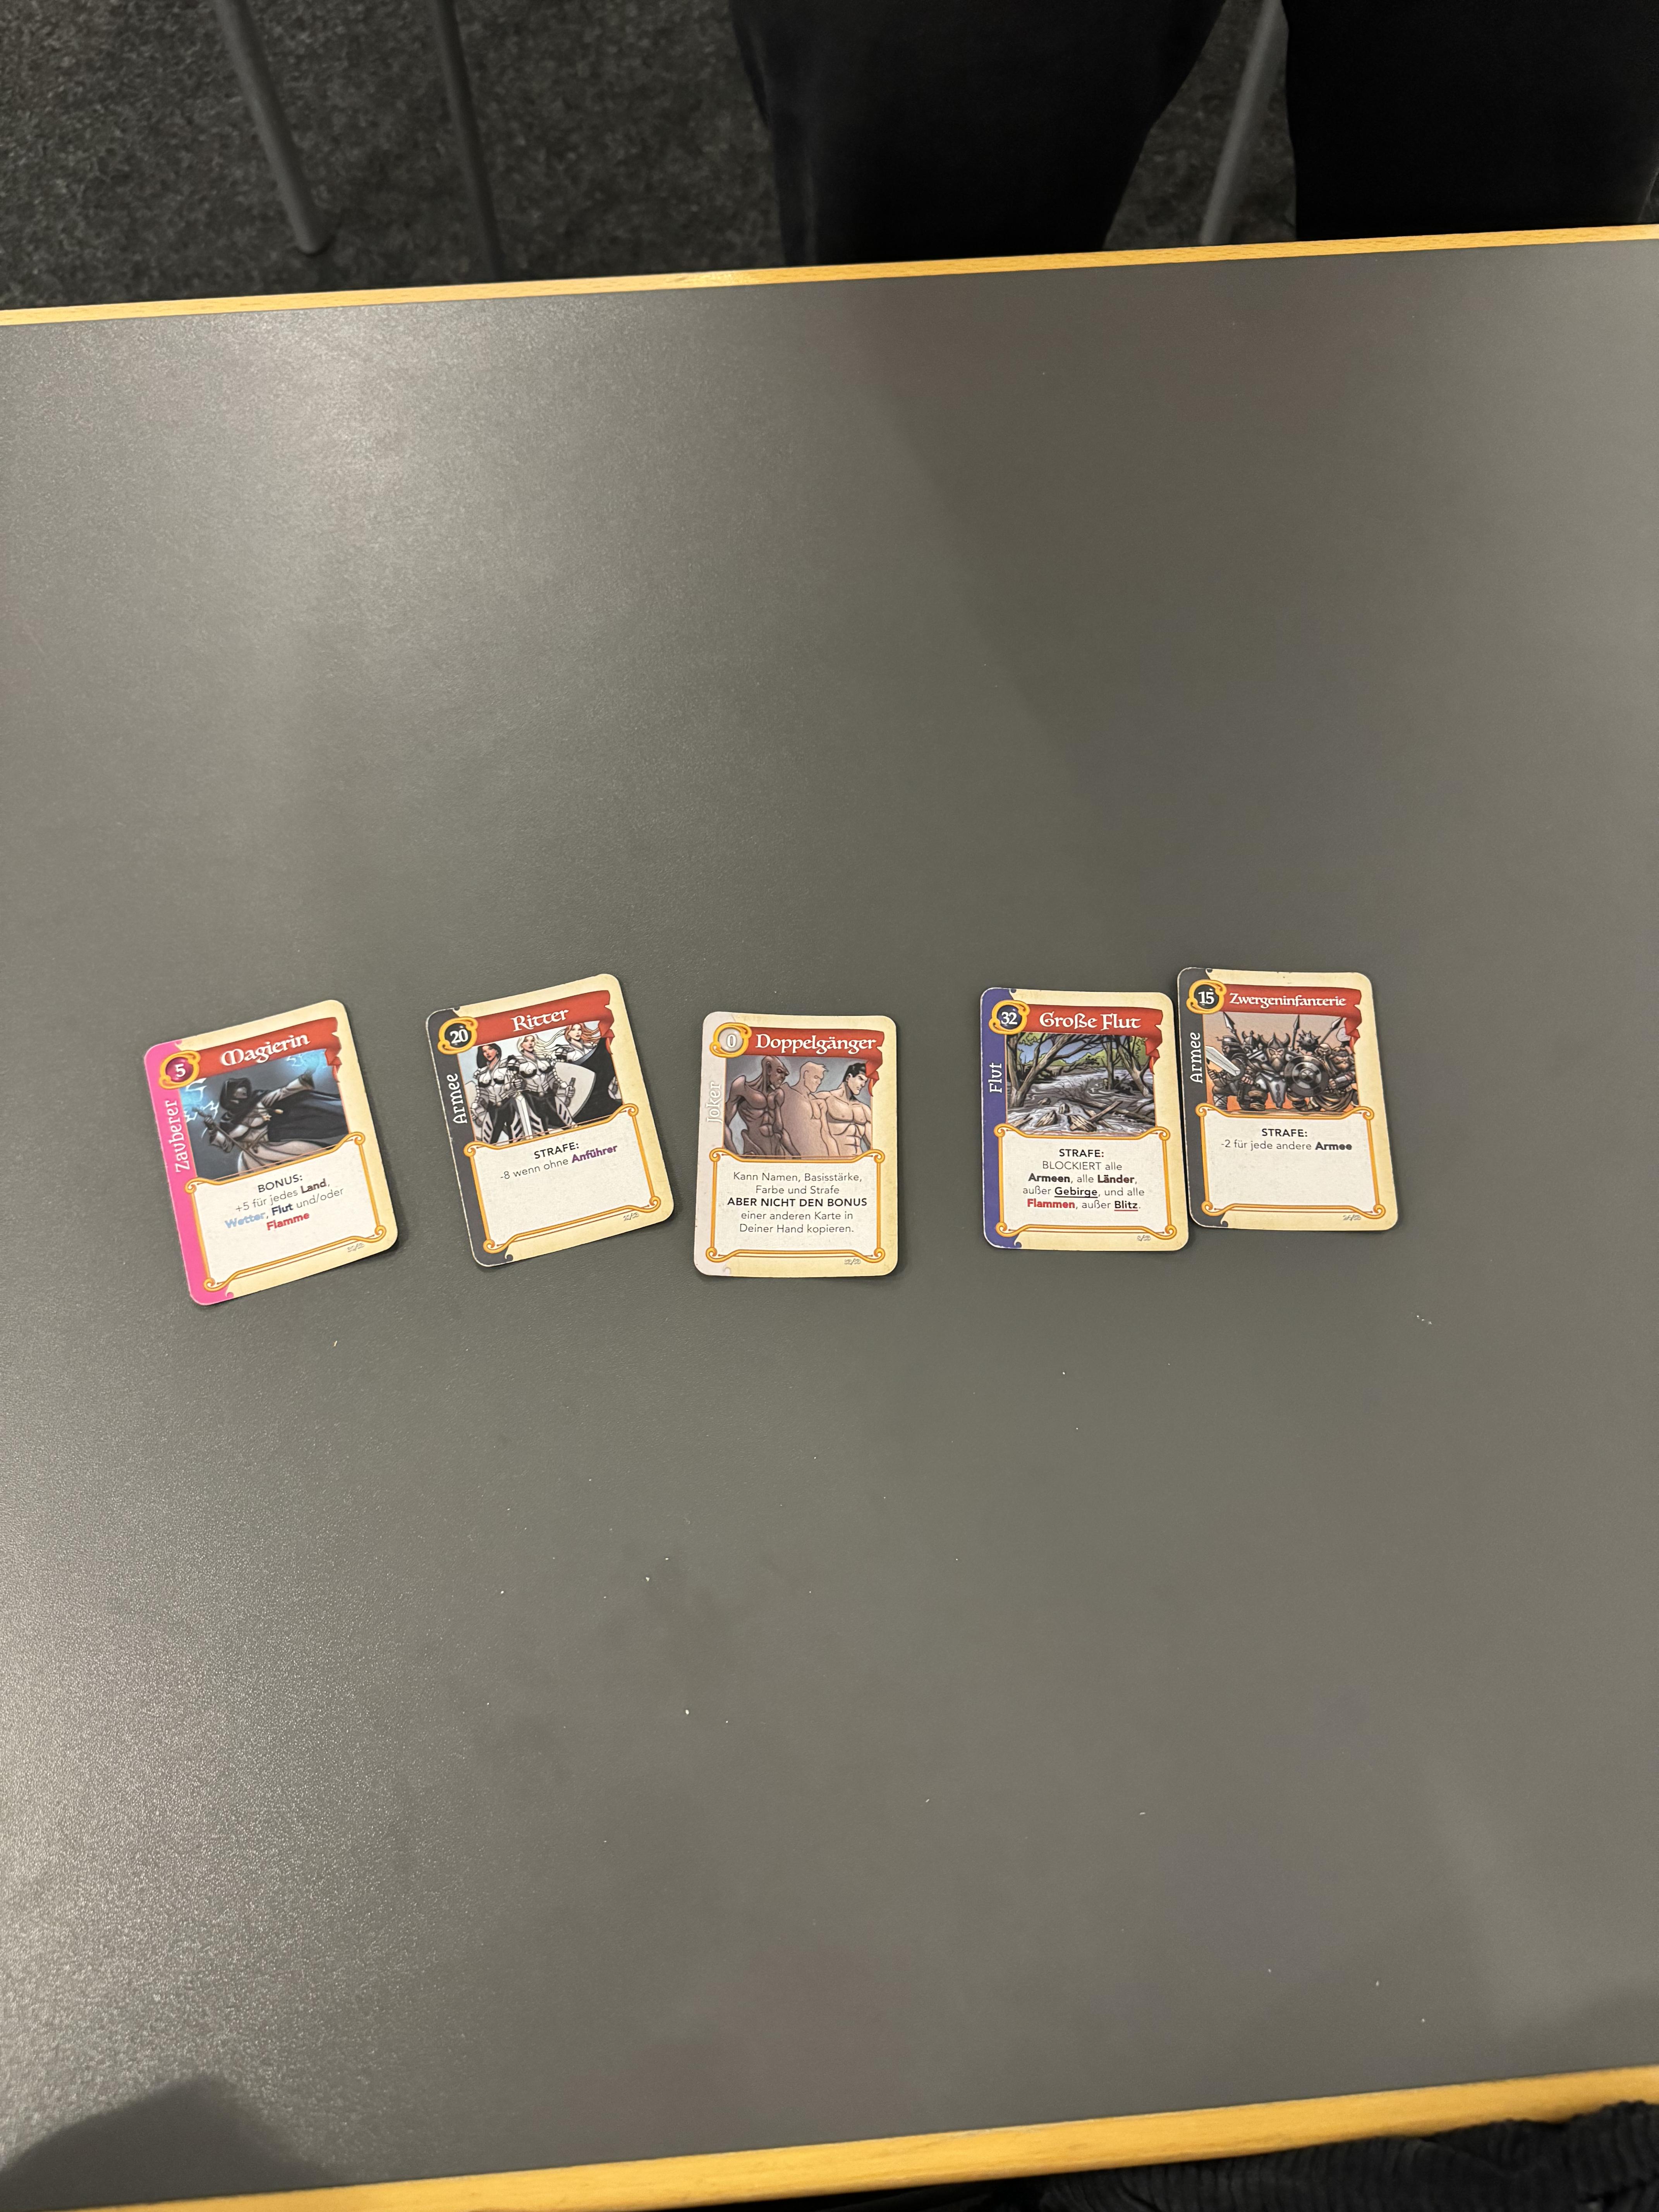 Zauberer
5
Magierin
BONUS:
+5 für jedes Land,
Wetter, Flut und/oder
Flamme
Armee
20
Ritter
STRAFE:
-8 wenn ohne Anführer
Joker
0
Doppelgänger
Kann Namen, Basisstärke,
Farbe und Strafe
ABER NICHT DEN BONUS
einer anderen Karte in
Deiner Hand kopieren.
Flut
32
Große Flut
STRAFE:
BLOCKIERT alle
Armeen, alle Länder,
außer Gebirge, und alle
Flammen, außer Blitz.
Armee
15
Zwergeninfanterie
STRAFE:
-2 für jede andere Armee